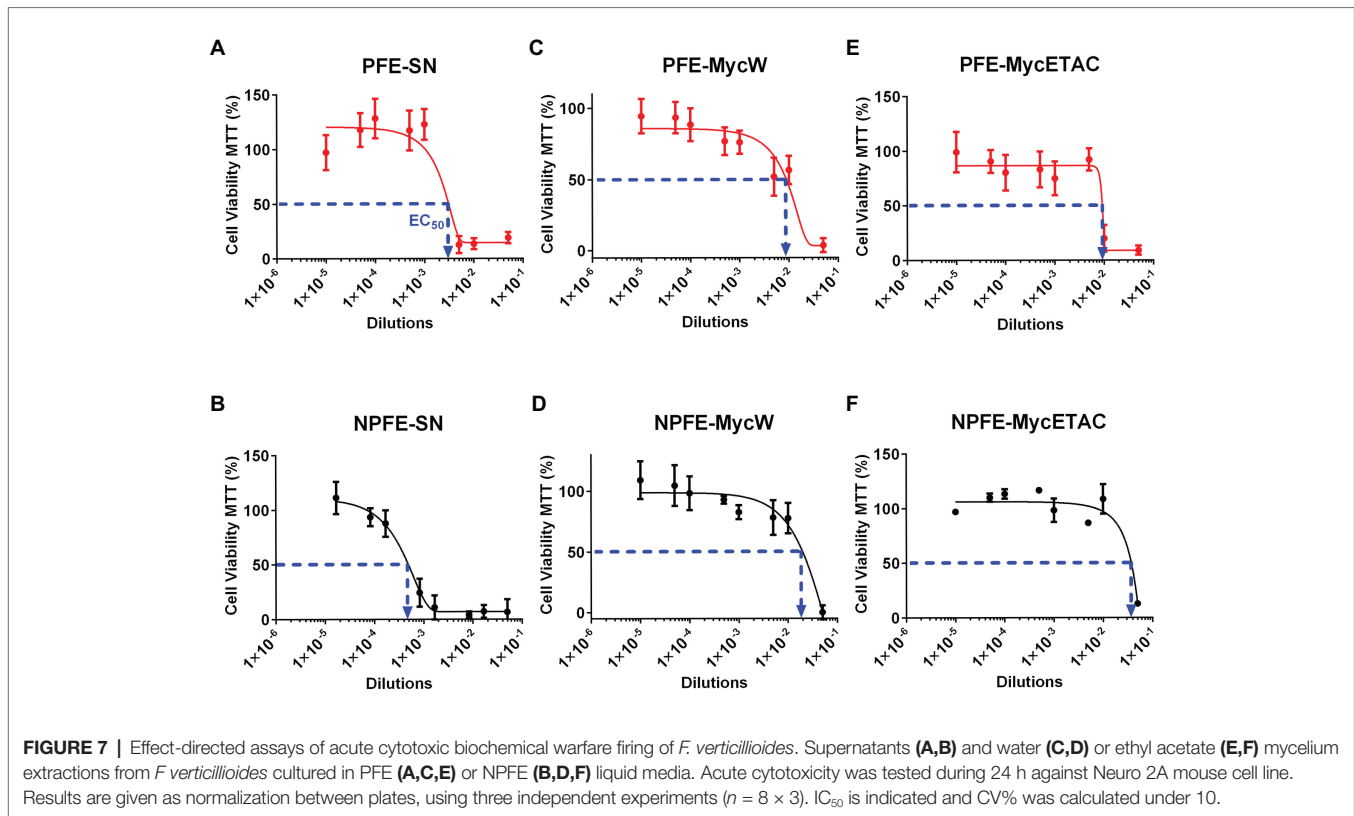 A
PFE-SN
Cell Viability MTT (%)
150
100
50
0
EC50
1×10-6
1×10-5
1×10-4
1×10-3
1×10-2
1×10-1
Dilutions
C
PFE-MycW
Cell Viability MTT (%)
100
50
0
1×10-6
1×10-5
1×10-4
1×10-3
1×10-2
1×10-1
Dilutions
E
PFE-MycETAC
Cell Viability MTT (%)
150
100
50
0
1×10-6
1×10-5
1×10-4
1×10-3
1×10-2
1×10-1
Dilutions
B
NPFE-SN
Cell Viability MTT (%)
150
100
50
0
1×10-6
1×10-5
1×10-4
1×10-3
1×10-2
1×10-1
Dilutions
D
NPFE-MycW
Cell Viability MTT (%)
100
50
0
1×10-6
1×10-5
1×10-4
1×10-3
1×10-2
1×10-1
Dilutions
F
NPFE-MycETAC
Cell Viability MTT (%)
150
100
50
0
1×10-6
1×10-5
1×10-4
1×10-3
1×10-2
1×10-1
Dilutions
FIGURE 7 | Effect-directed assays of acute cytotoxic biochemical warfare firing of F. verticillioides. Supernatants (A,B) and water (C,D) or ethyl acetate (E,F) mycelium
extractions from F verticillioides cultured in PFE (A,C,E) or NPFE (B,D,F) liquid media. Acute cytotoxicity was tested during 24 h against Neuro 2A mouse cell line.
Results are given as normalization between plates, using three independent experiments (n = 8 × 3). IC50 is indicated and CV% was calculated under 10.